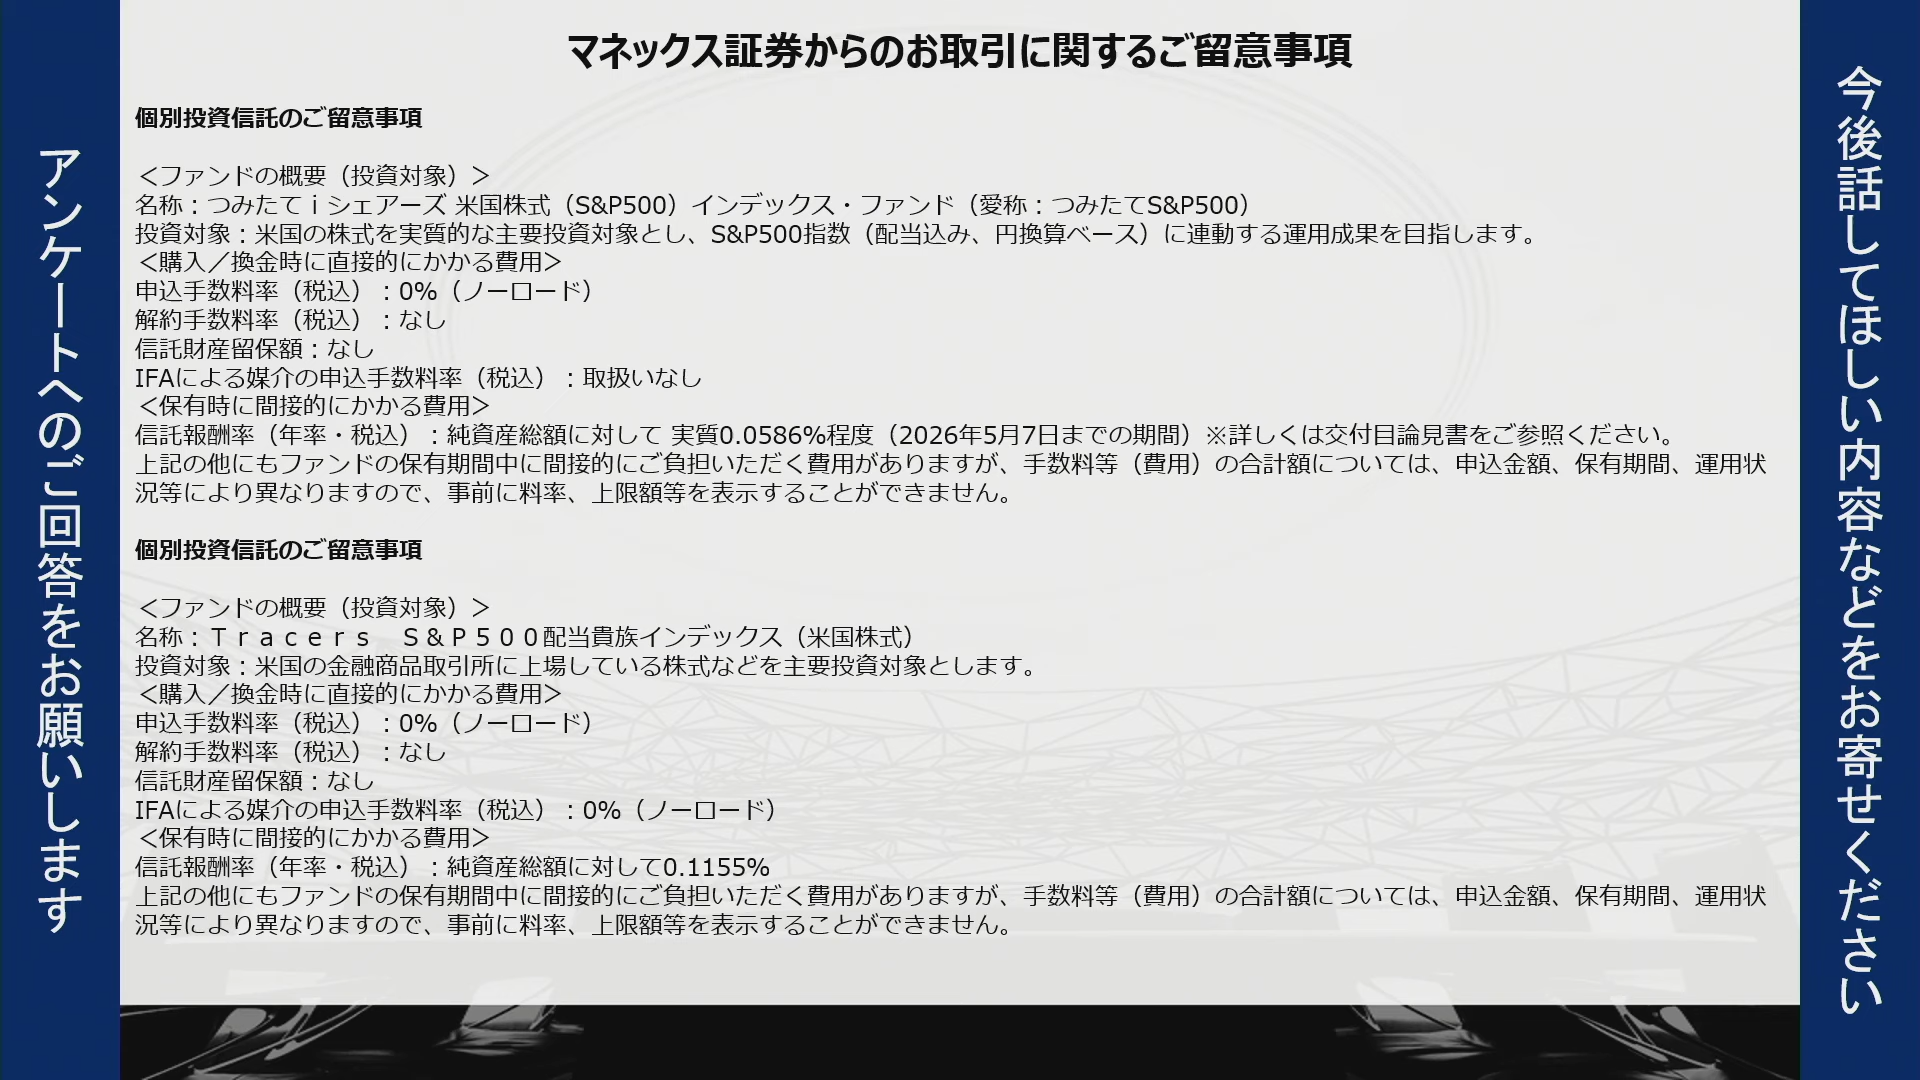 マネックス証券からのお取引に関するご留意事項
個別投資信託のご留意事項
＜ファンドの概要（投資対象）＞
名称：つみたてｉシェアーズ 米国株式（S&P500）インデックス・ファンド（愛称：つみたてS&P500）
投資対象：米国の株式を実質的な主要投資対象とし、S&P500指数（配当込み、円換算ベース）に連動する運用成果を目指します。
＜購入／換金時に直接的にかかる費用＞
申込手数料率（税込）：0%（ノーロード）
解約手数料率（税込）：なし
信託財産留保額：なし
IFAによる媒介の申込手数料率（税込）：取扱いなし
＜保有時に間接的にかかる費用＞
信託報酬率（年率・税込）：純資産総額に対して 実質0.0586%程度（2026年5月7日までの期間）※詳しくは交付目論見書をご参照ください。
上記の他にもファンドの保有期間中に間接的にご負担いただく費用がありますが、手数料等（費用）の合計額については、申込金額、保有期間、運用状
況等により異なりますので、事前に料率、上限額等を表示することができません。
個別投資信託のご留意事項
＜ファンドの概要（投資対象）＞
名称：Ｔｒａｃｅｒｓ　Ｓ＆Ｐ５００配当貴族インデックス（米国株式）
投資対象：米国の金融商品取引所に上場している株式などを主要投資対象とします。
＜購入／換金時に直接的にかかる費用＞
申込手数料率（税込）：0%（ノーロード）
解約手数料率（税込）：なし
信託財産留保額：なし
IFAによる媒介の申込手数料率（税込）：0%（ノーロード）
＜保有時に間接的にかかる費用＞
信託報酬率（年率・税込）：純資産総額に対して0.1155%
上記の他にもファンドの保有期間中に間接的にご負担いただく費用がありますが、手数料等（費用）の合計額については、申込金額、保有期間、運用状
況等により異なりますので、事前に料率、上限額等を表示することができません。
今後話してほしい内容などをお寄せください
アンケートへのご回答をお願いします